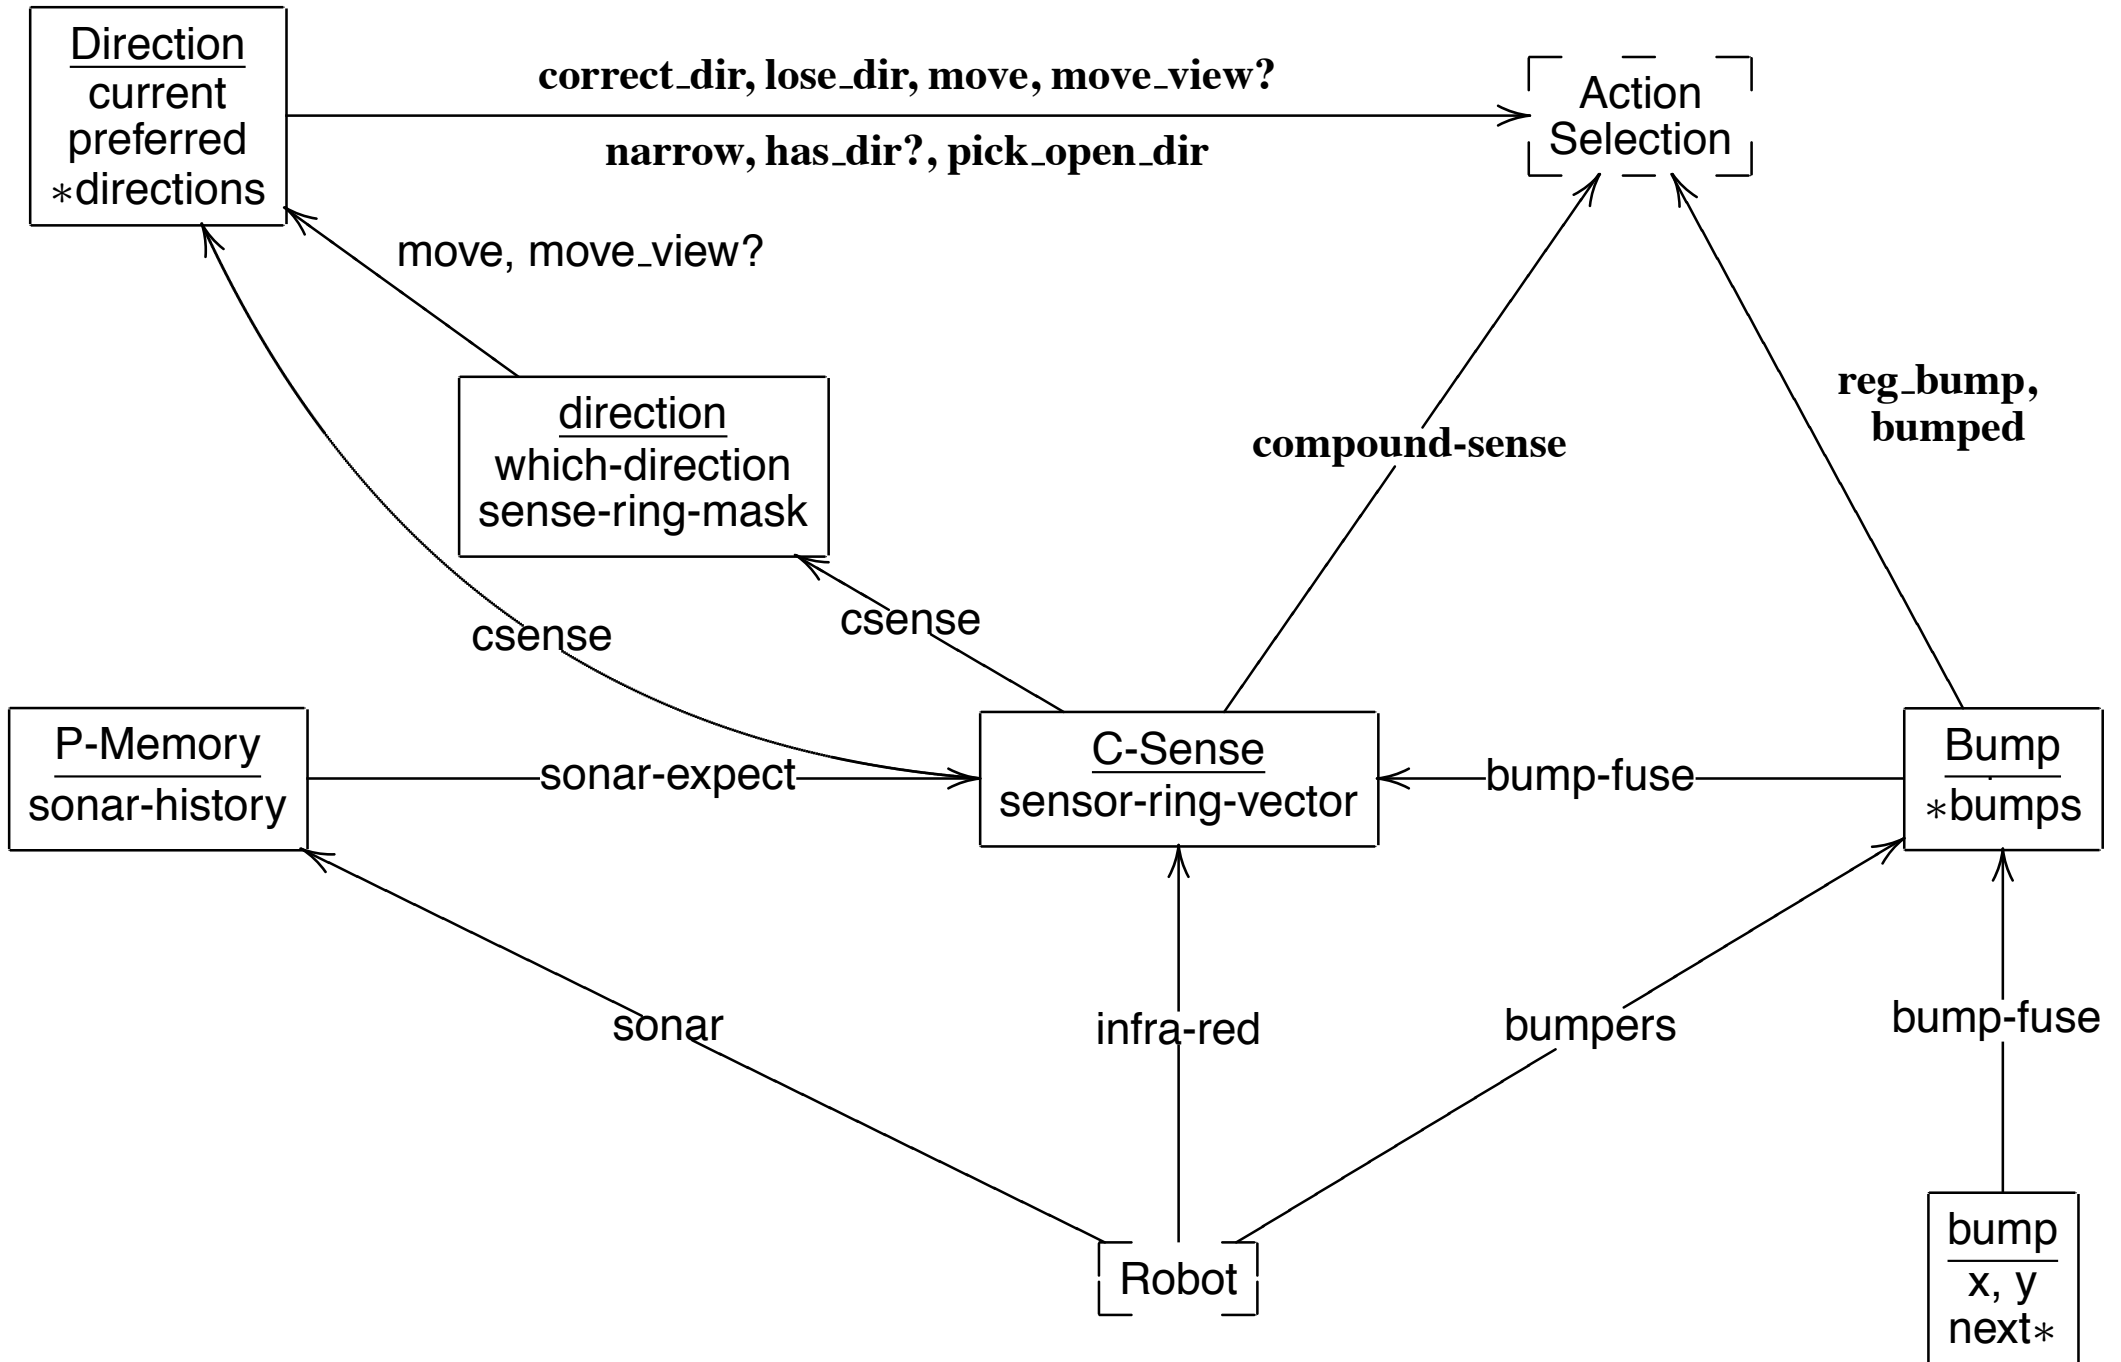 Direction
current
preferred
∗directions
correct_dir, lose_dir, move, move_view?
narrow, has_dir?, pick_open_dir
Action
Selection
move, move_view?
direction
which-direction
sense-ring-mask
reg_bump,
bumped
compound-sense
csense
csense
P-Memory
sonar-history
sonar-expect
C-Sense
sensor-ring-vector
bump-fuse
Bump
∗bumps
sonar
infra-red
bumpers
bump-fuse
Robot
bump
x, y
next∗